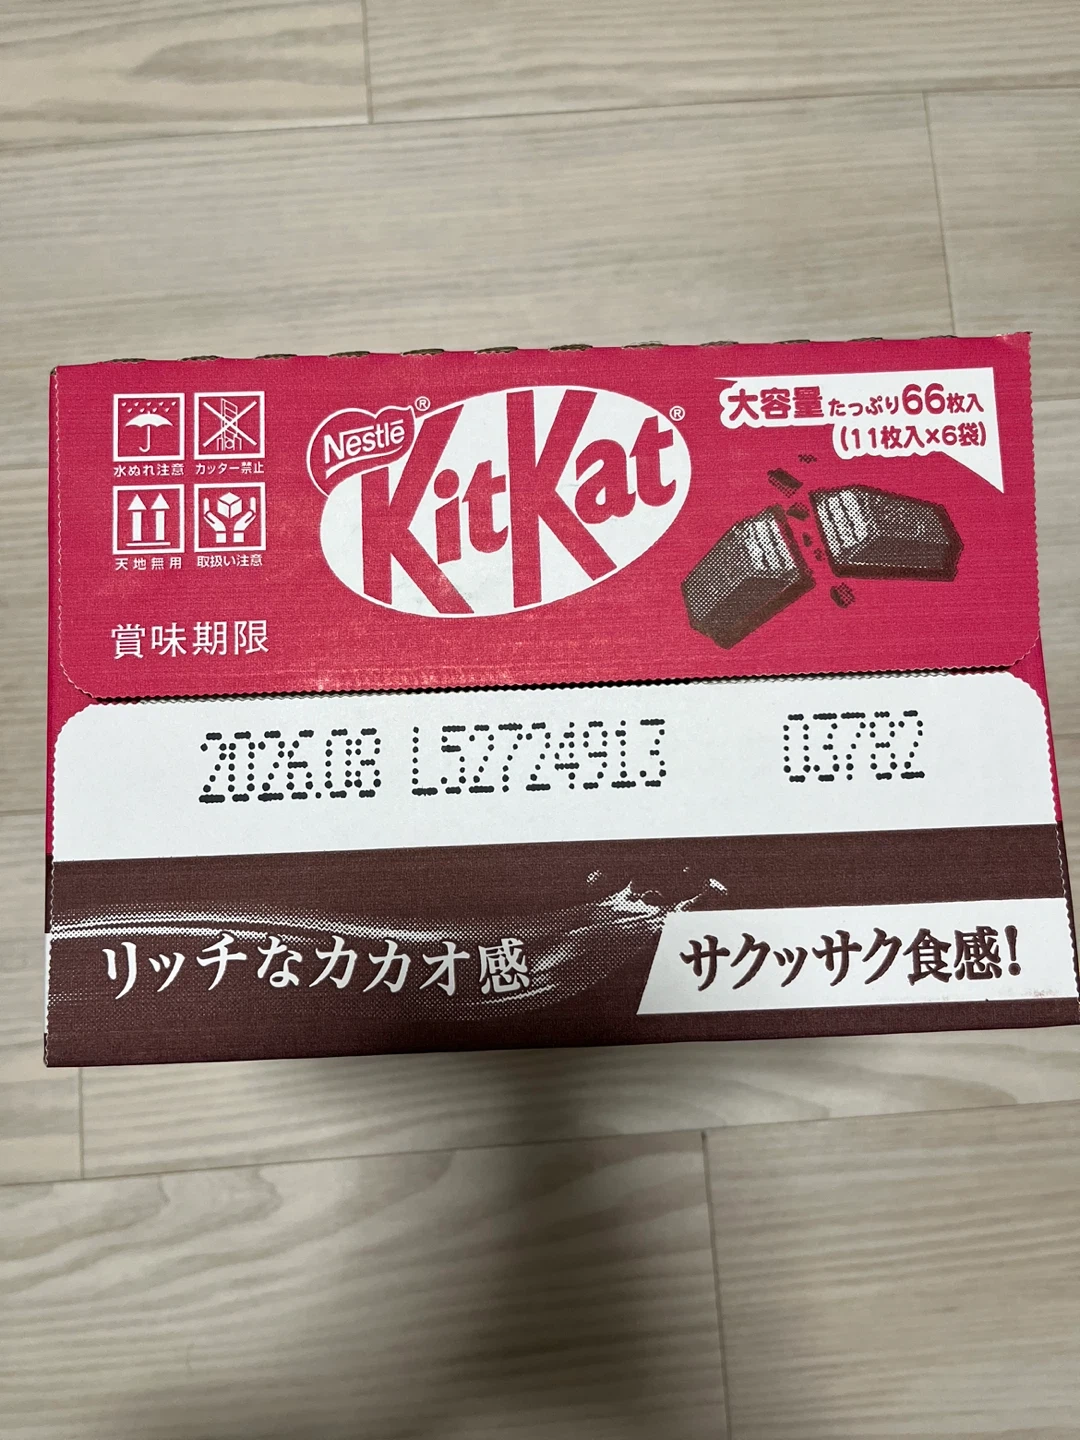 水ぬれ注意 カッター禁止
天地無用 取扱い注意
賞味期限
Nestlé®
KitKat®
大容量 たっぷり66枚入
(11枚入×6袋)
2026.08 L52724913 03782
リッチなカカオ感 サクッサク食感!